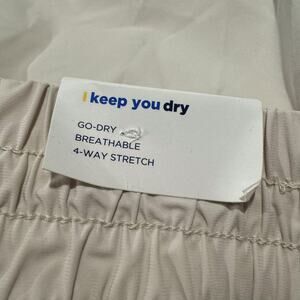 I keep you dry
GO-DRY
BREATHABLE
4-WAY STRETCH